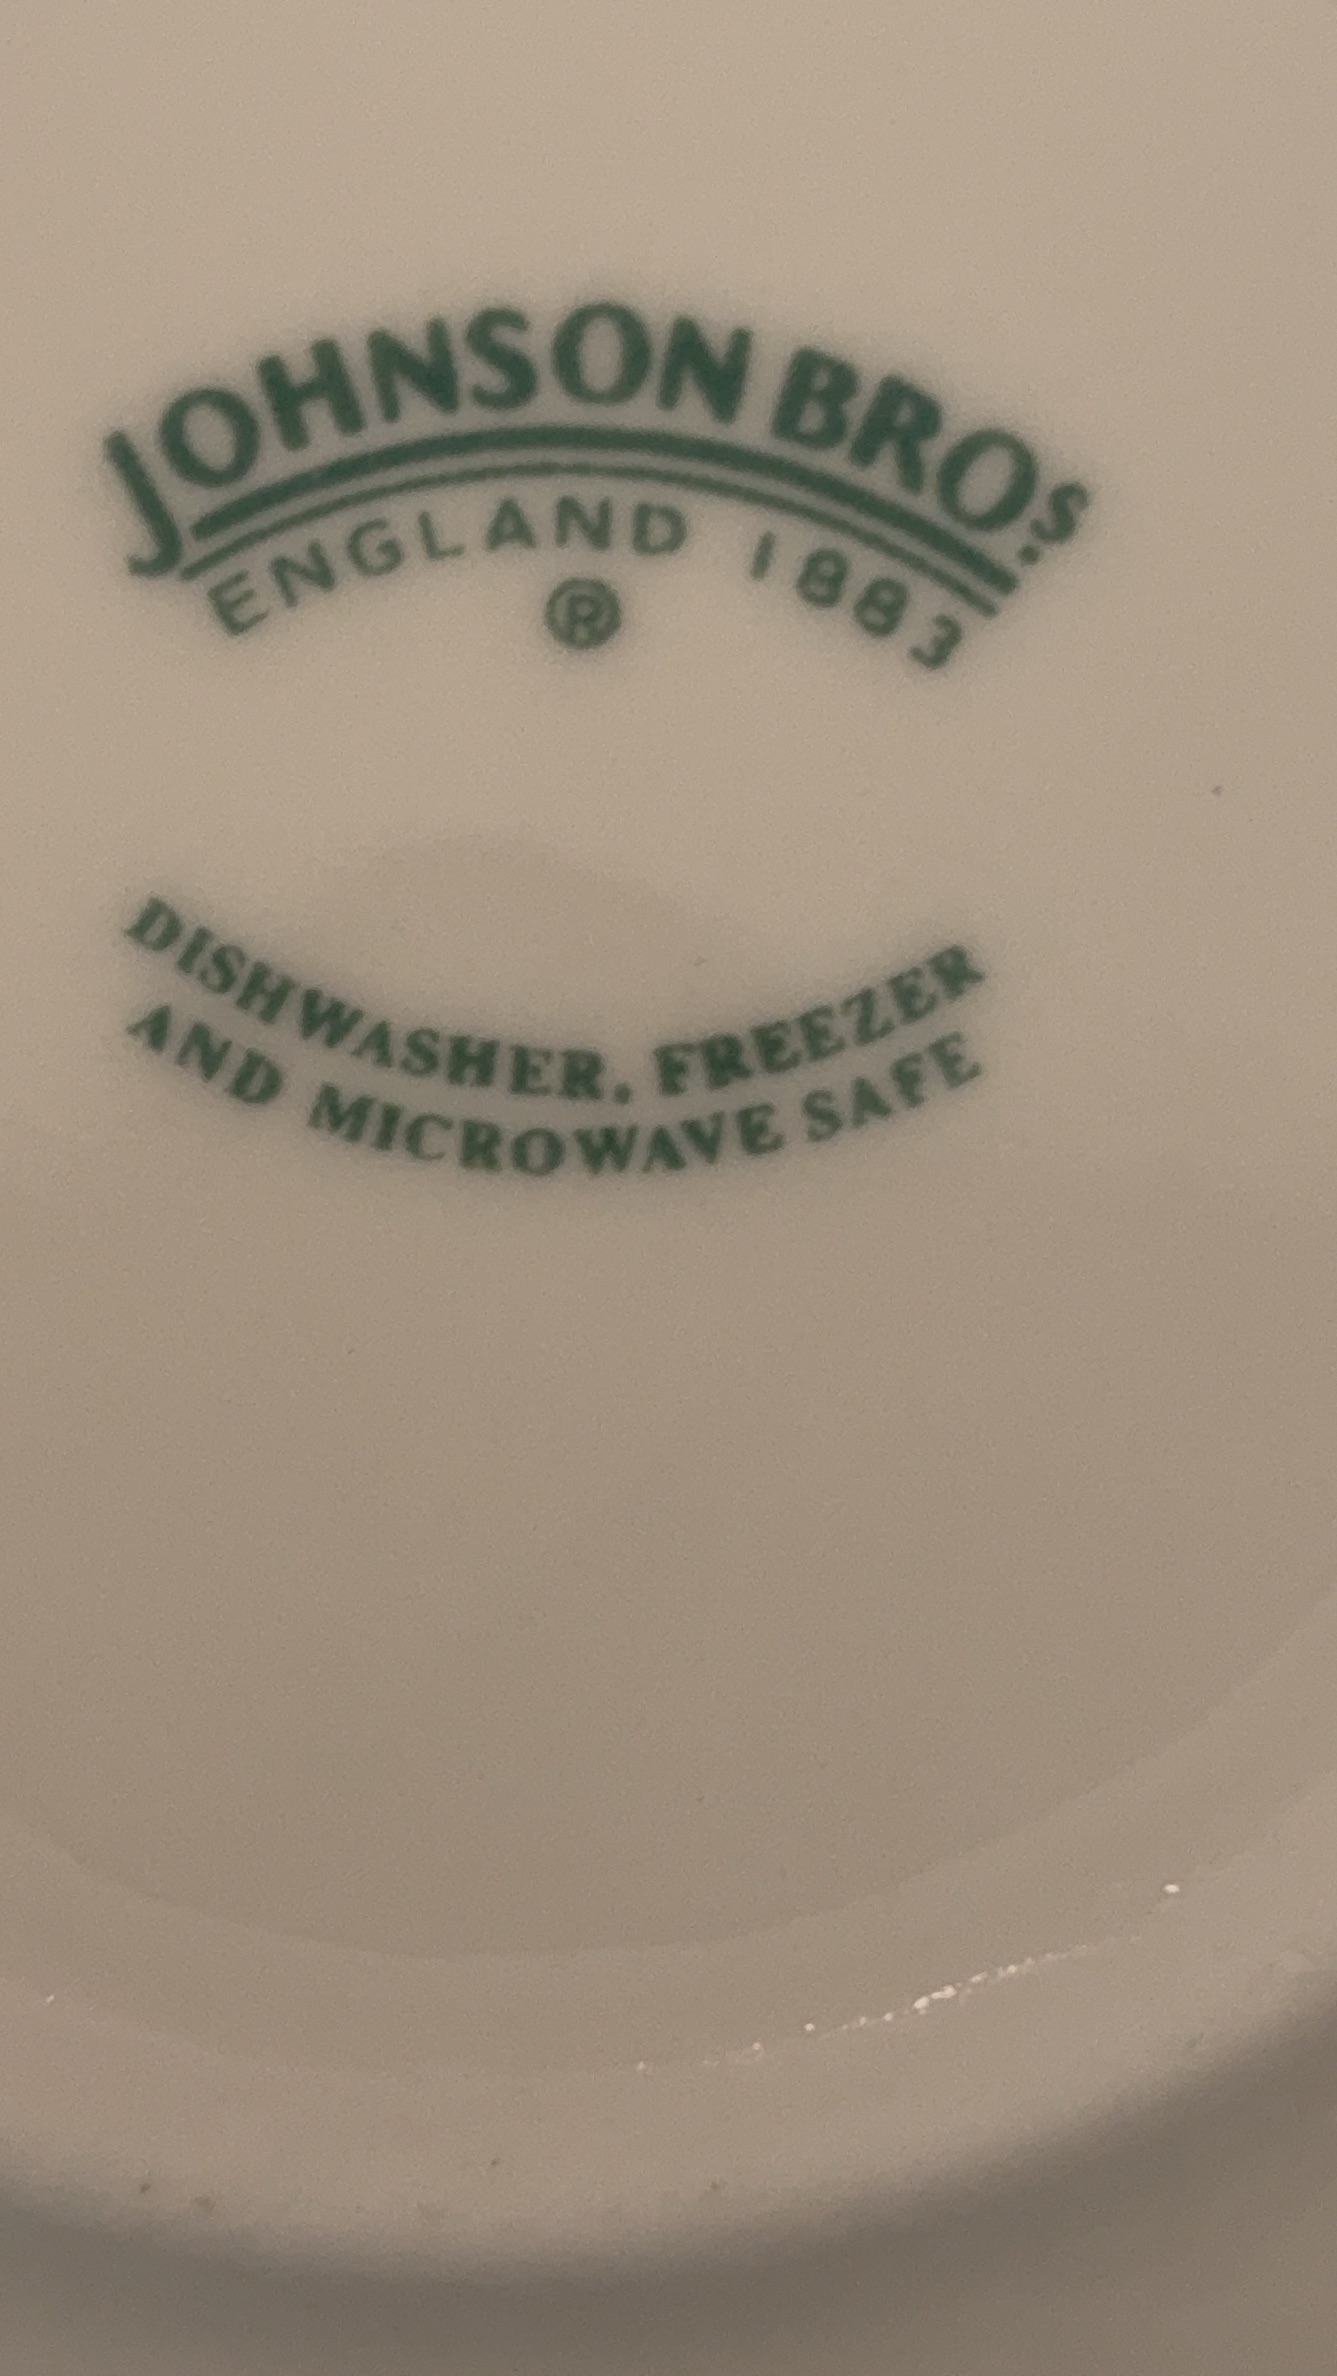 JOHNSON BROS.
ENGLAND 1883
®
DISHWASHER, FREEZER
AND MICROWAVE SAFE